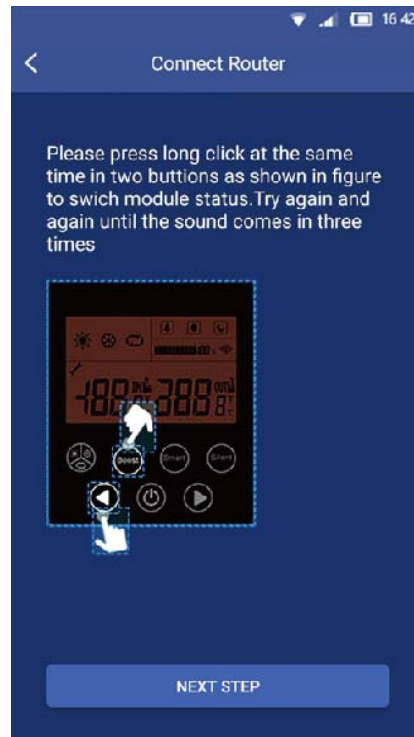 16 42
Connect Router
Please press long click at the same
time in two buttions as shown in figure
to swich module status.Try again and
again until the sound comes in three
times
Boost
Smart
Silent
NEXT STEP